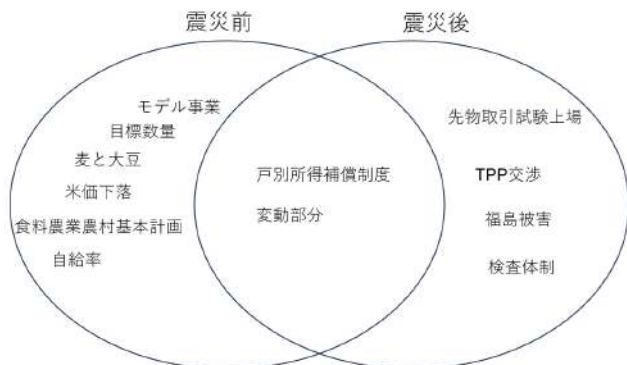 震災前
震災後
モデル事業
目標数量
麦と大豆
米価下落
食料農業農村基本計画
自給率
戸別所得補償制度
変動部分
先物取引試験上場
TPP交渉
福島被害
検査体制